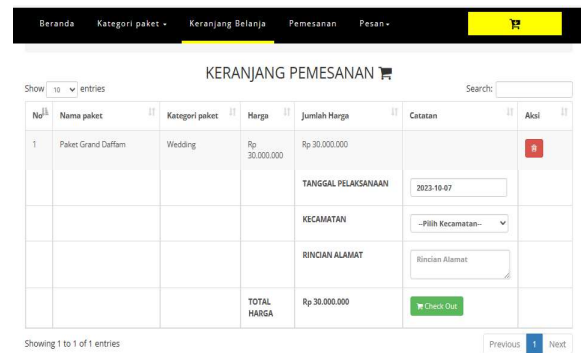 Beranda Kategori paket Keranjang Belanja Pemesanan Pesan
KERANJANG PEMESANAN
Show 10 entries Search:
No Nama paket Kategori paket Harga Jumlah Harga Catatan Aksi
1 Paket Grand Daffam Wedding Rp 30.000.000 Rp 30.000.000
TANGGAL PELAKSANAAN 2023-10-07
KECAMATAN --Pilih Kecamatan--
RINCIAN ALAMAT Rincian Alamat
TOTAL HARGA Rp 30.000.000 Check Out
Showing 1 to 1 of 1 entries Previous 1 Next